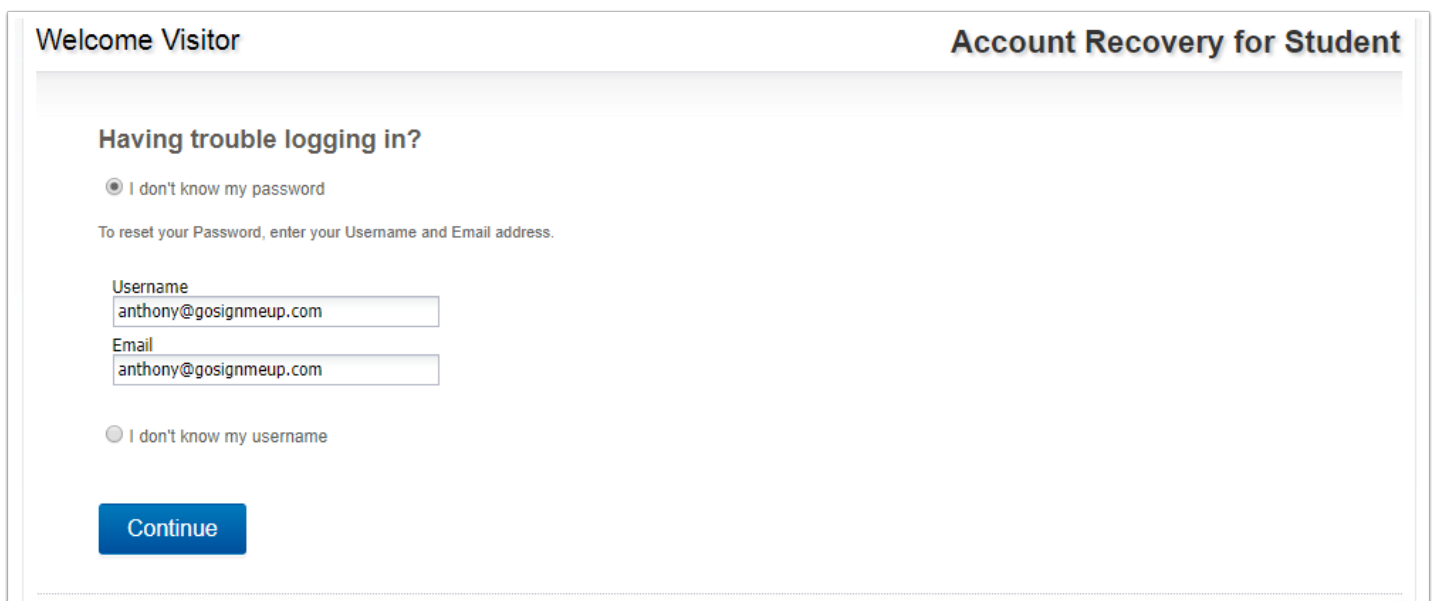 Welcome Visitor
Account Recovery for Student
Having trouble logging in?
I don't know my password
To reset your Password, enter your Username and Email address.
Username
anthony@gosignmeup.com
Email
anthony@gosignmeup.com
I don't know my username
Continue